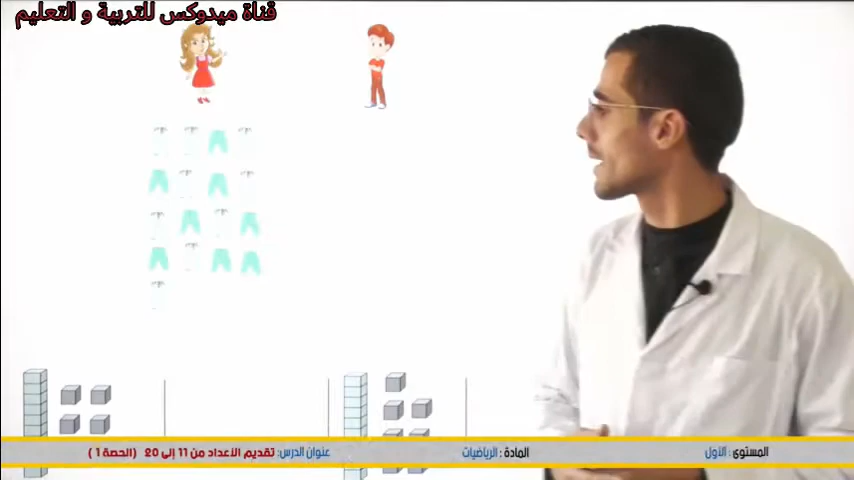 قناة ميدوكس للتربية و التعليم
المستوى : الأول
المادة : الرياضيات
عنوان الدرس: تقديم الأعداد من 11 إلى 20 (الحصة 1)